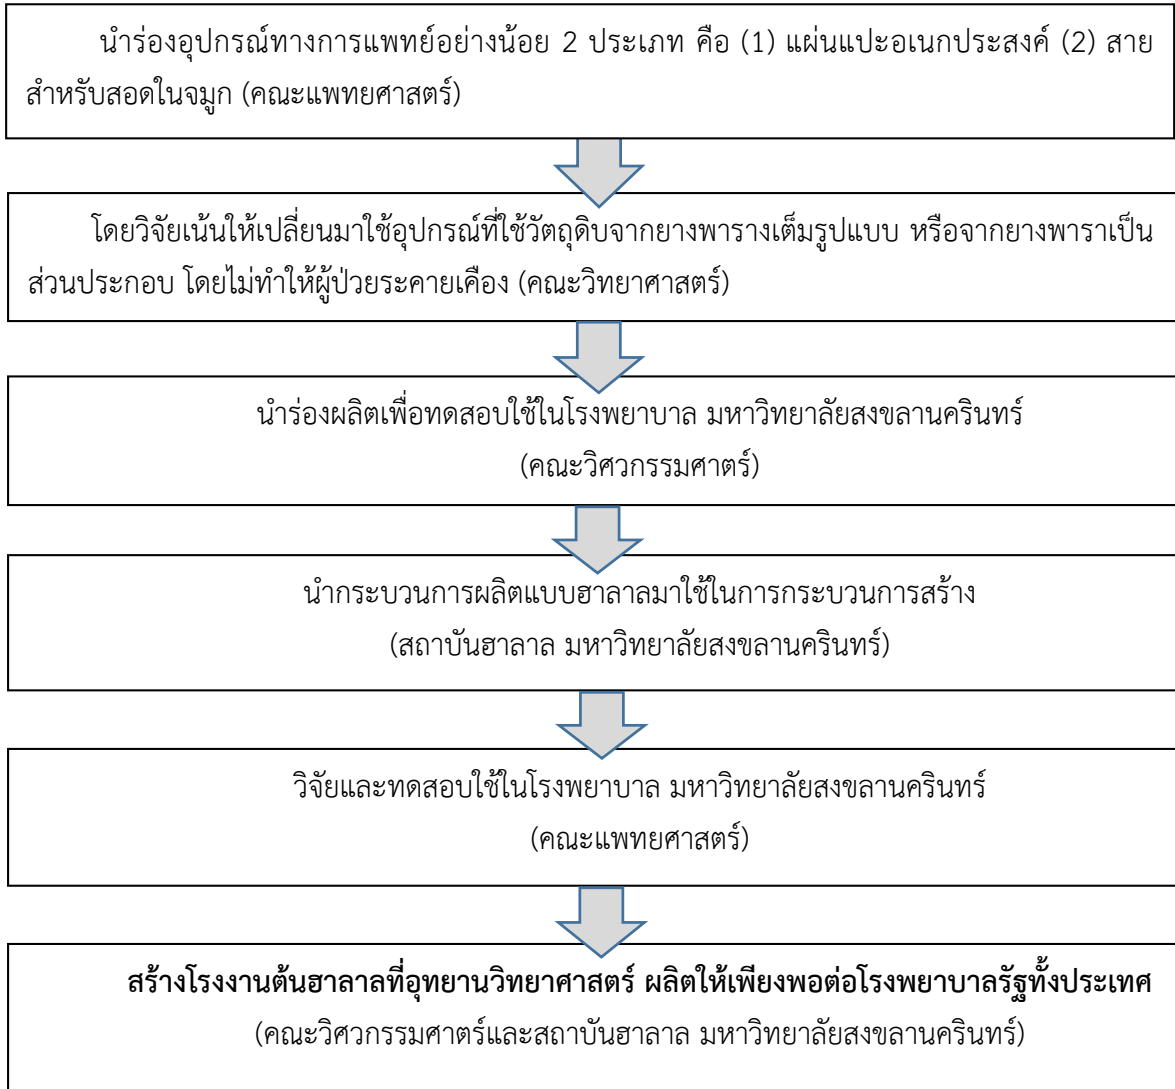 นำร่องอุปกรณ์ทางการแพทย์อย่างน้อย 2 ประเภท คือ (1) แผ่นแปะอเนกประสงค์ (2) สาย
สำหรับสอดในจมูก (คณะแพทยศาสตร์)
โดยวิจัยเน้นให้เปลี่ยนมาใช้อุปกรณ์ที่ใช้วัตถุดิบจากยางพารางเต็มรูปแบบ หรือจากยางพาราเป็น
ส่วนประกอบ โดยไม่ทำให้ผู้ป่วยระคายเคือง (คณะวิทยาศาสตร์)
นำร่องผลิตเพื่อทดสอบใช้ในโรงพยาบาล มหาวิทยาลัยสงขลานครินทร์
(คณะวิศวกรรมศาตร์)
นำกระบวนการผลิตแบบฮาลาลมาใช้ในการกระบวนการสร้าง
(สถาบันฮาลาล มหาวิทยาลัยสงขลานครินทร์)
วิจัยและทดสอบใช้ในโรงพยาบาล มหาวิทยาลัยสงขลานครินทร์
(คณะแพทยศาสตร์)
สร้างโรงงานต้นฮาลาลที่อุทยานวิทยาศาสตร์ ผลิตให้เพียงพอต่อโรงพยาบาลรัฐทั้งประเทศ
(คณะวิศวกรรมศาตร์และสถาบันฮาลาล มหาวิทยาลัยสงขลานครินทร์)